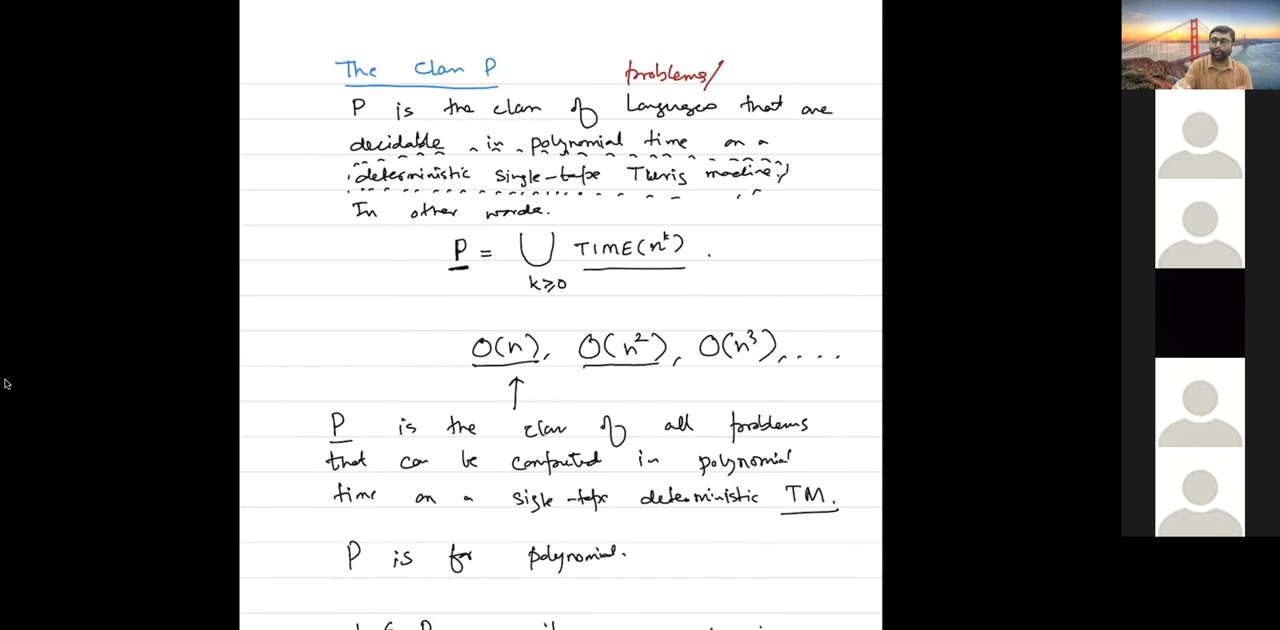 The Class P
problems/
P is the class of Languages that are
decidable in polynomial time on a
deterministic single-tape Turing machine.
In other words.
P = ⋃ TIME(n^k) .
k⩾0
O(n), O(n²), O(n³), ....
↑
P is the class of all problems
that can be computed in polynomial
time on a single-tape deterministic TM.
P is for polynomial.